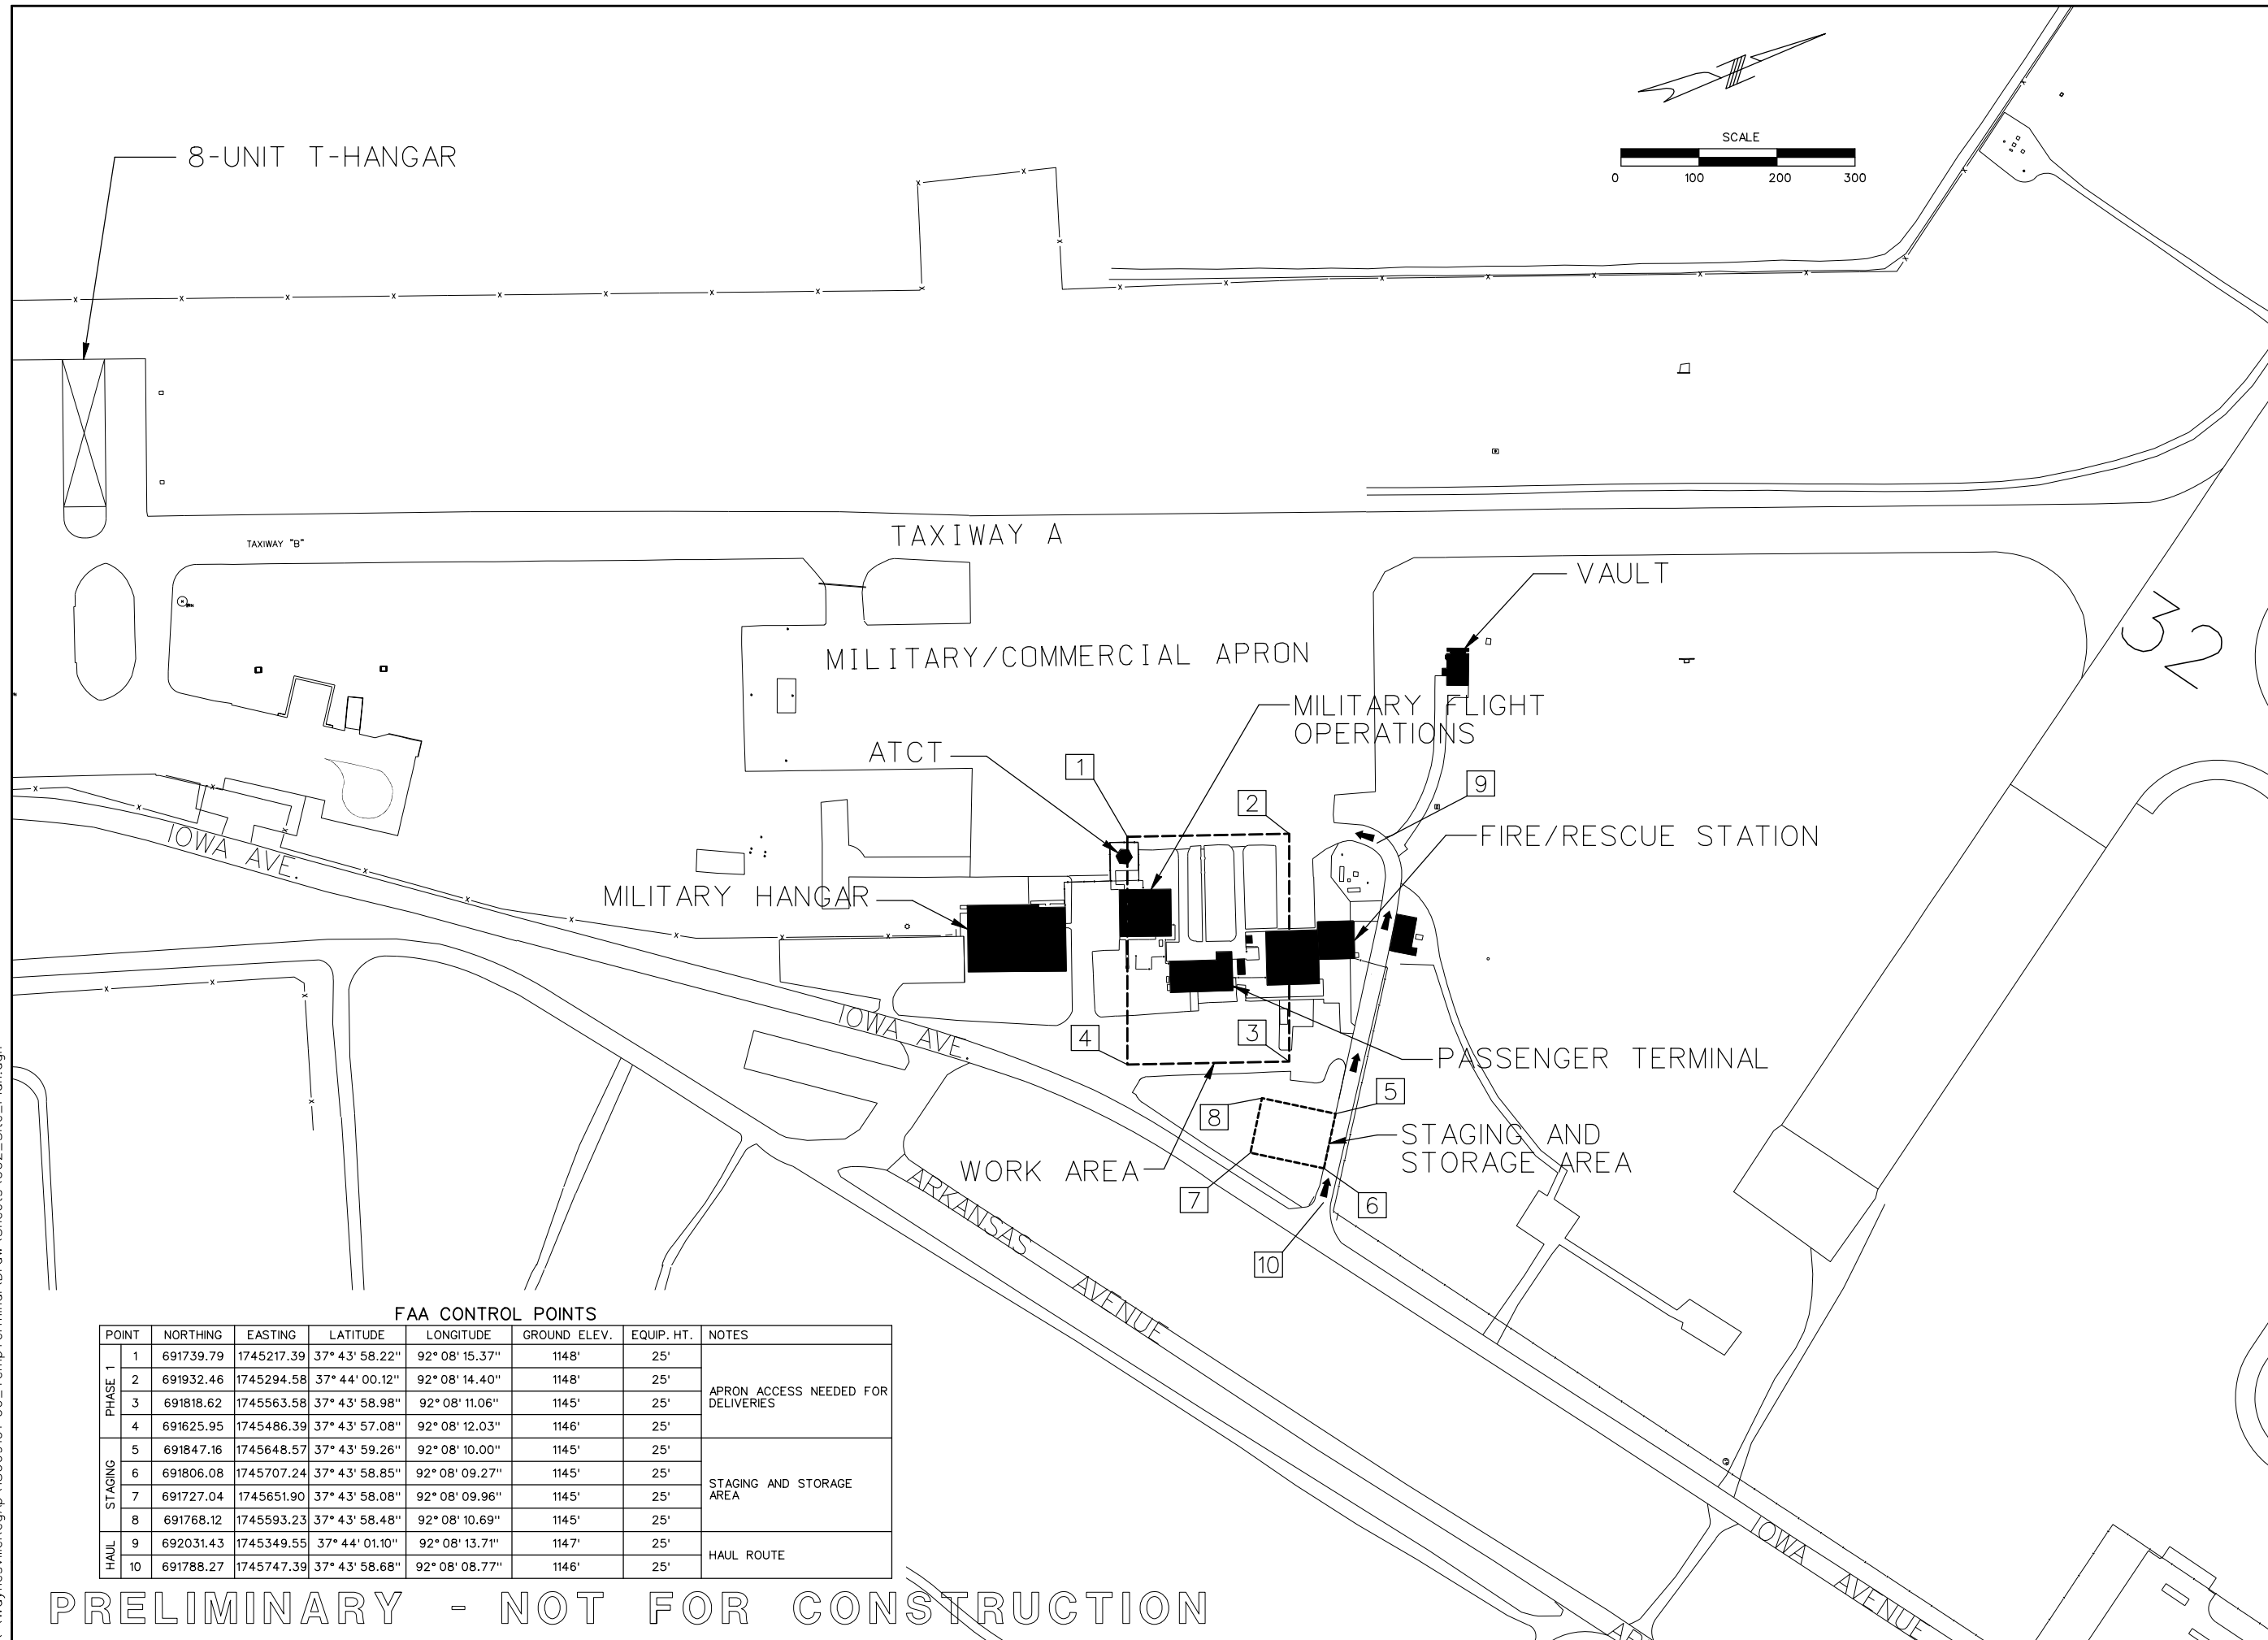 SCALE
0 100 200 300
8-UNIT T-HANGAR
TAXIWAY A
TAXIWAY "B"
VAULT
32
MILITARY/COMMERCIAL APRON
MILITARY FLIGHT
OPERATIONS
ATCT
1
2
9
FIRE/RESCUE STATION
IOWA AVE.
MILITARY HANGAR
IOWA AVE.
4
3
PASSENGER TERMINAL
5
8
STAGING AND
STORAGE AREA
WORK AREA
7
6
ARKANSAS AVENUE
10
IOWA AVENUE
FAA CONTROL POINTS
POINT NORTHING EASTING LATITUDE LONGITUDE GROUND ELEV. EQUIP. HT. NOTES
PHASE 1
1 691739.79 1745217.39 37° 43' 58.22" 92° 08' 15.37" 1148' 25'
2 691932.46 1745294.58 37° 44' 00.12" 92° 08' 14.40" 1148' 25'
3 691818.62 1745563.58 37° 43' 58.98" 92° 08' 11.06" 1145' 25'
4 691625.95 1745486.39 37° 43' 57.08" 92° 08' 12.03" 1146' 25'
APRON ACCESS NEEDED FOR
DELIVERIES
STAGING
5 691847.16 1745648.57 37° 43' 59.26" 92° 08' 10.00" 1145' 25'
6 691806.08 1745707.24 37° 43' 58.85" 92° 08' 09.27" 1145' 25'
7 691727.04 1745651.90 37° 43' 58.08" 92° 08' 09.96" 1145' 25'
8 691768.12 1745593.23 37° 43' 58.48" 92° 08' 10.69" 1145' 25'
STAGING AND STORAGE
AREA
HAUL
9 692031.43 1745349.55 37° 44' 01.10" 92° 08' 13.71" 1147' 25'
10 691788.27 1745747.39 37° 43' 58.68" 92° 08' 08.77" 1146' 25'
HAUL ROUTE
PRELIMINARY - NOT FOR CONSTRUCTION